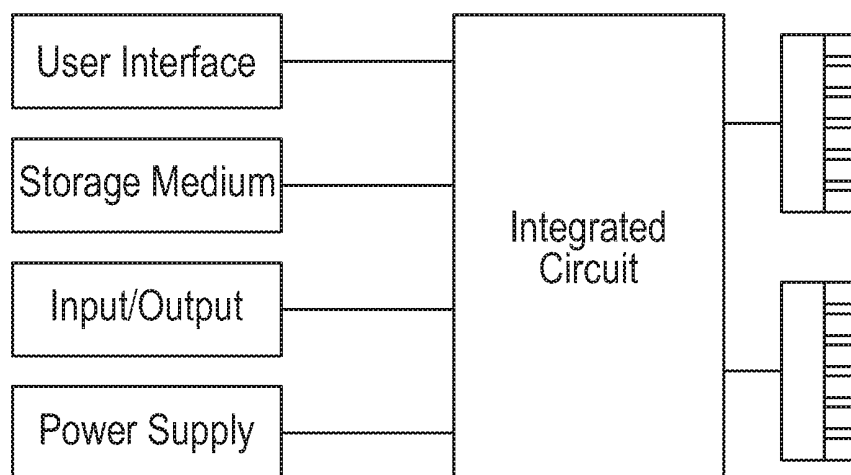 User Interface
Storage Medium
Input/Output
Power Supply
Integrated
Circuit